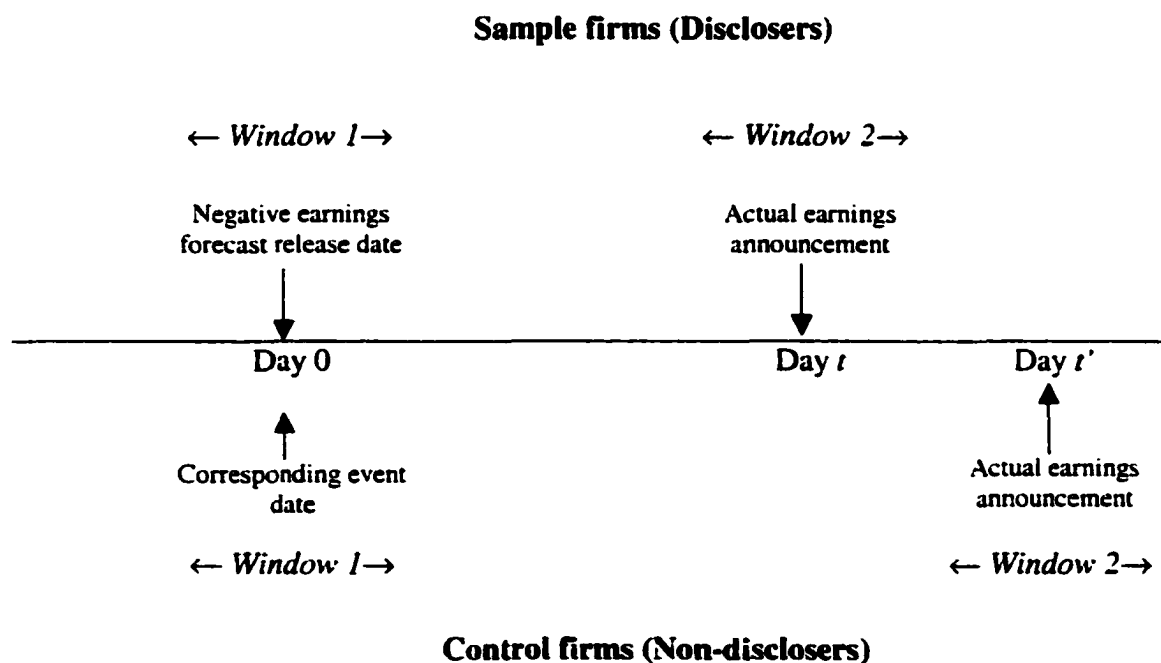 Sample firms (Disclosers)
← Window 1→ ← Window 2→
Negative earnings
forecast release date
Actual earnings
announcement
Day 0 Day t Day t'
Corresponding event
date
Actual earnings
announcement
← Window 1→ ← Window 2→
Control firms (Non-disclosers)